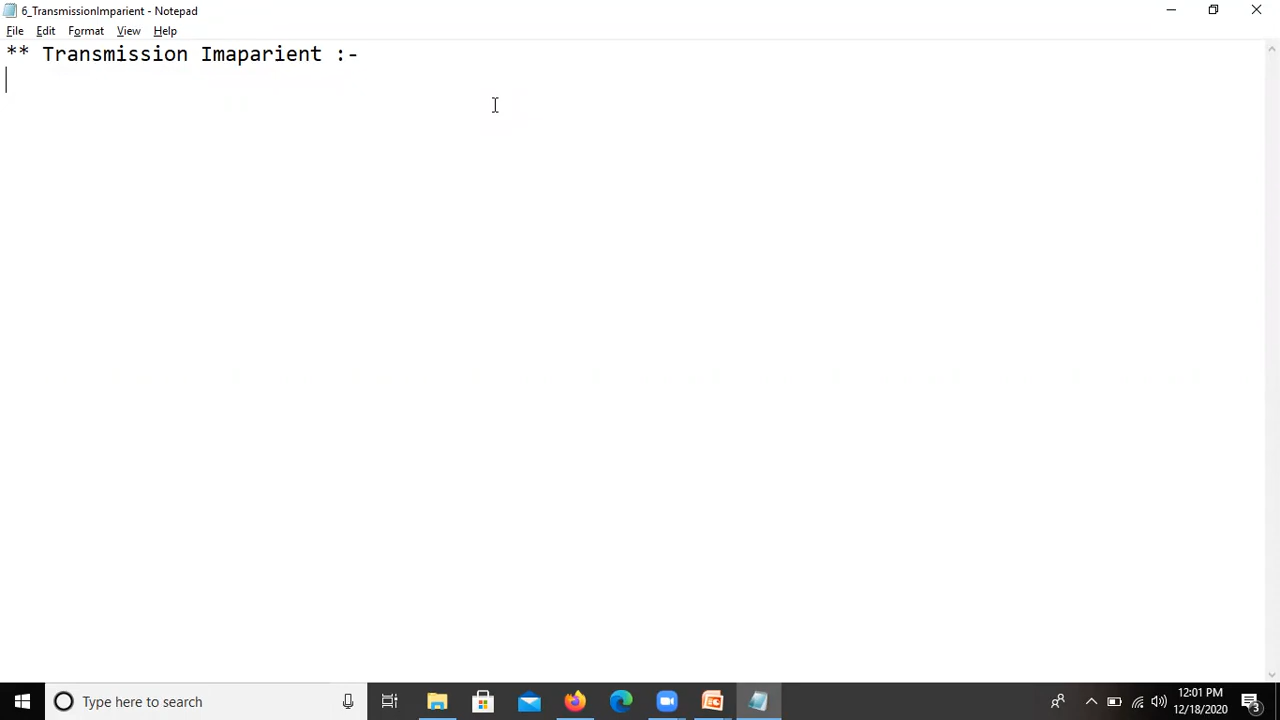 6_TransmissionImparient - Notepad
File Edit Format View Help
** Transmission Imaparient :-
Type here to search
12:01 PM
12/18/2020
3